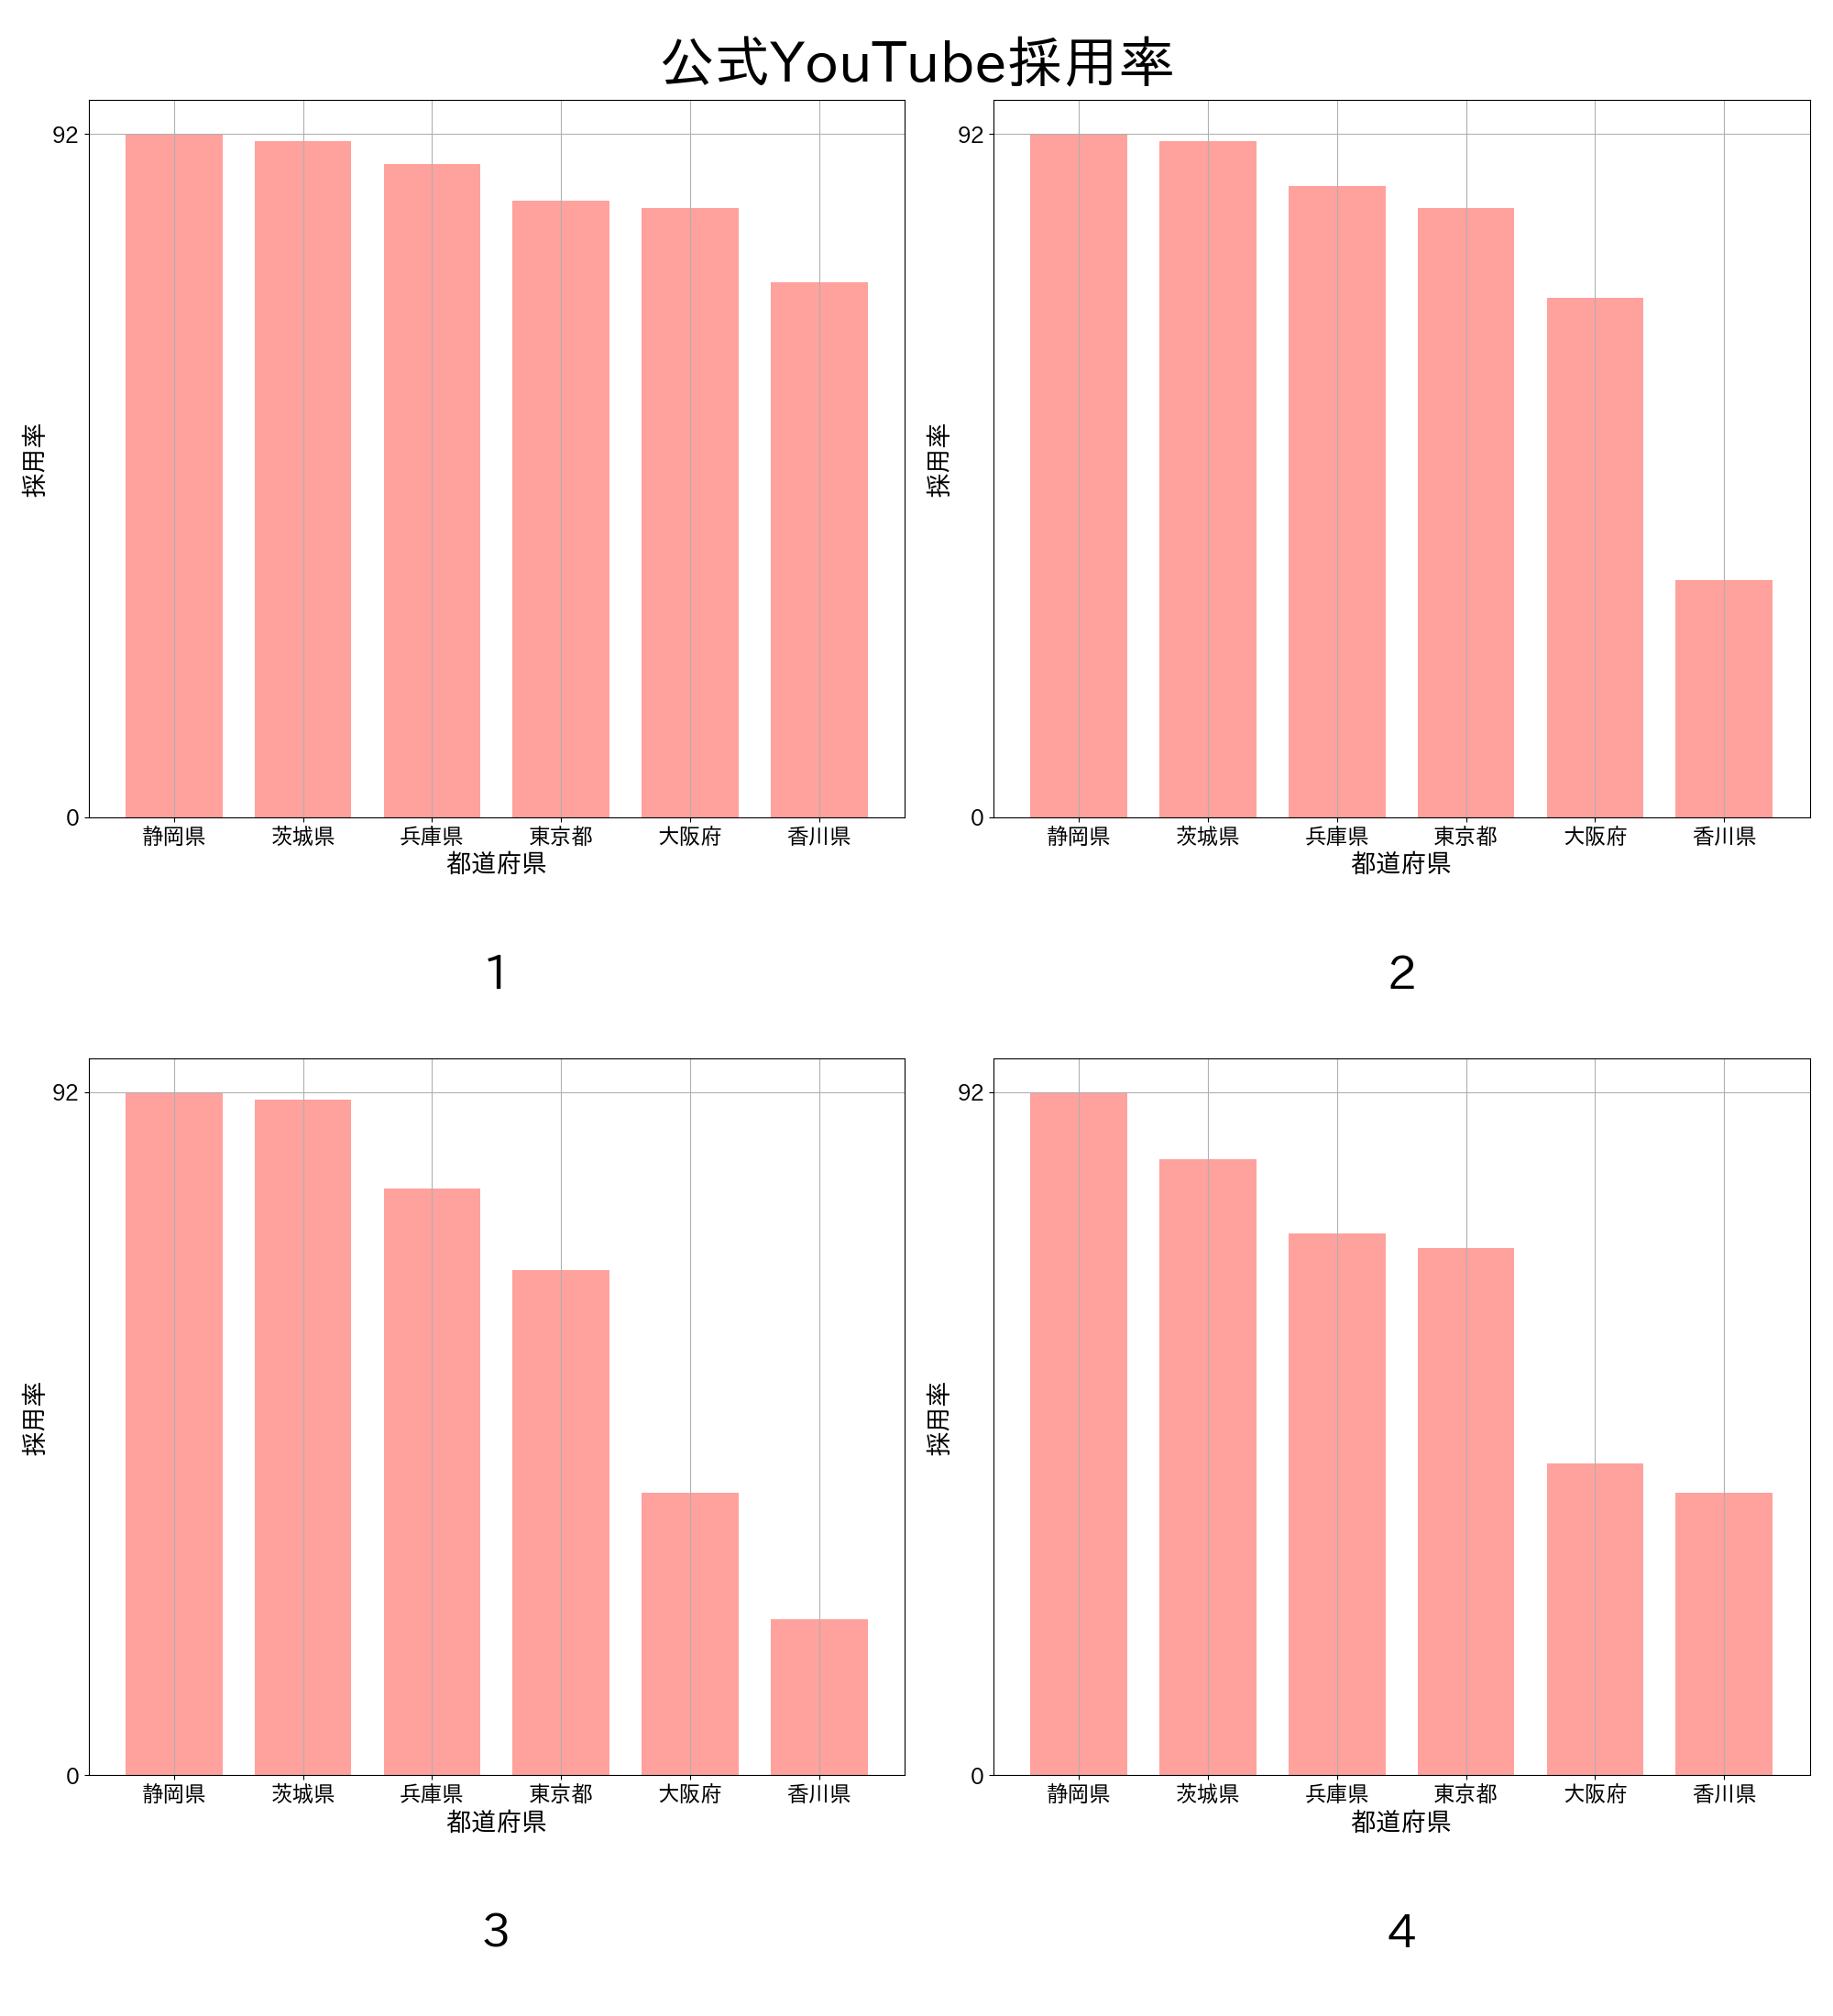 公式YouTube採用率
92
0
採用率
静岡県 茨城県 兵庫県 東京都 大阪府 香川県
都道府県
1
92
0
採用率
静岡県 茨城県 兵庫県 東京都 大阪府 香川県
都道府県
2
92
0
採用率
静岡県 茨城県 兵庫県 東京都 大阪府 香川県
都道府県
3
92
0
採用率
静岡県 茨城県 兵庫県 東京都 大阪府 香川県
都道府県
4